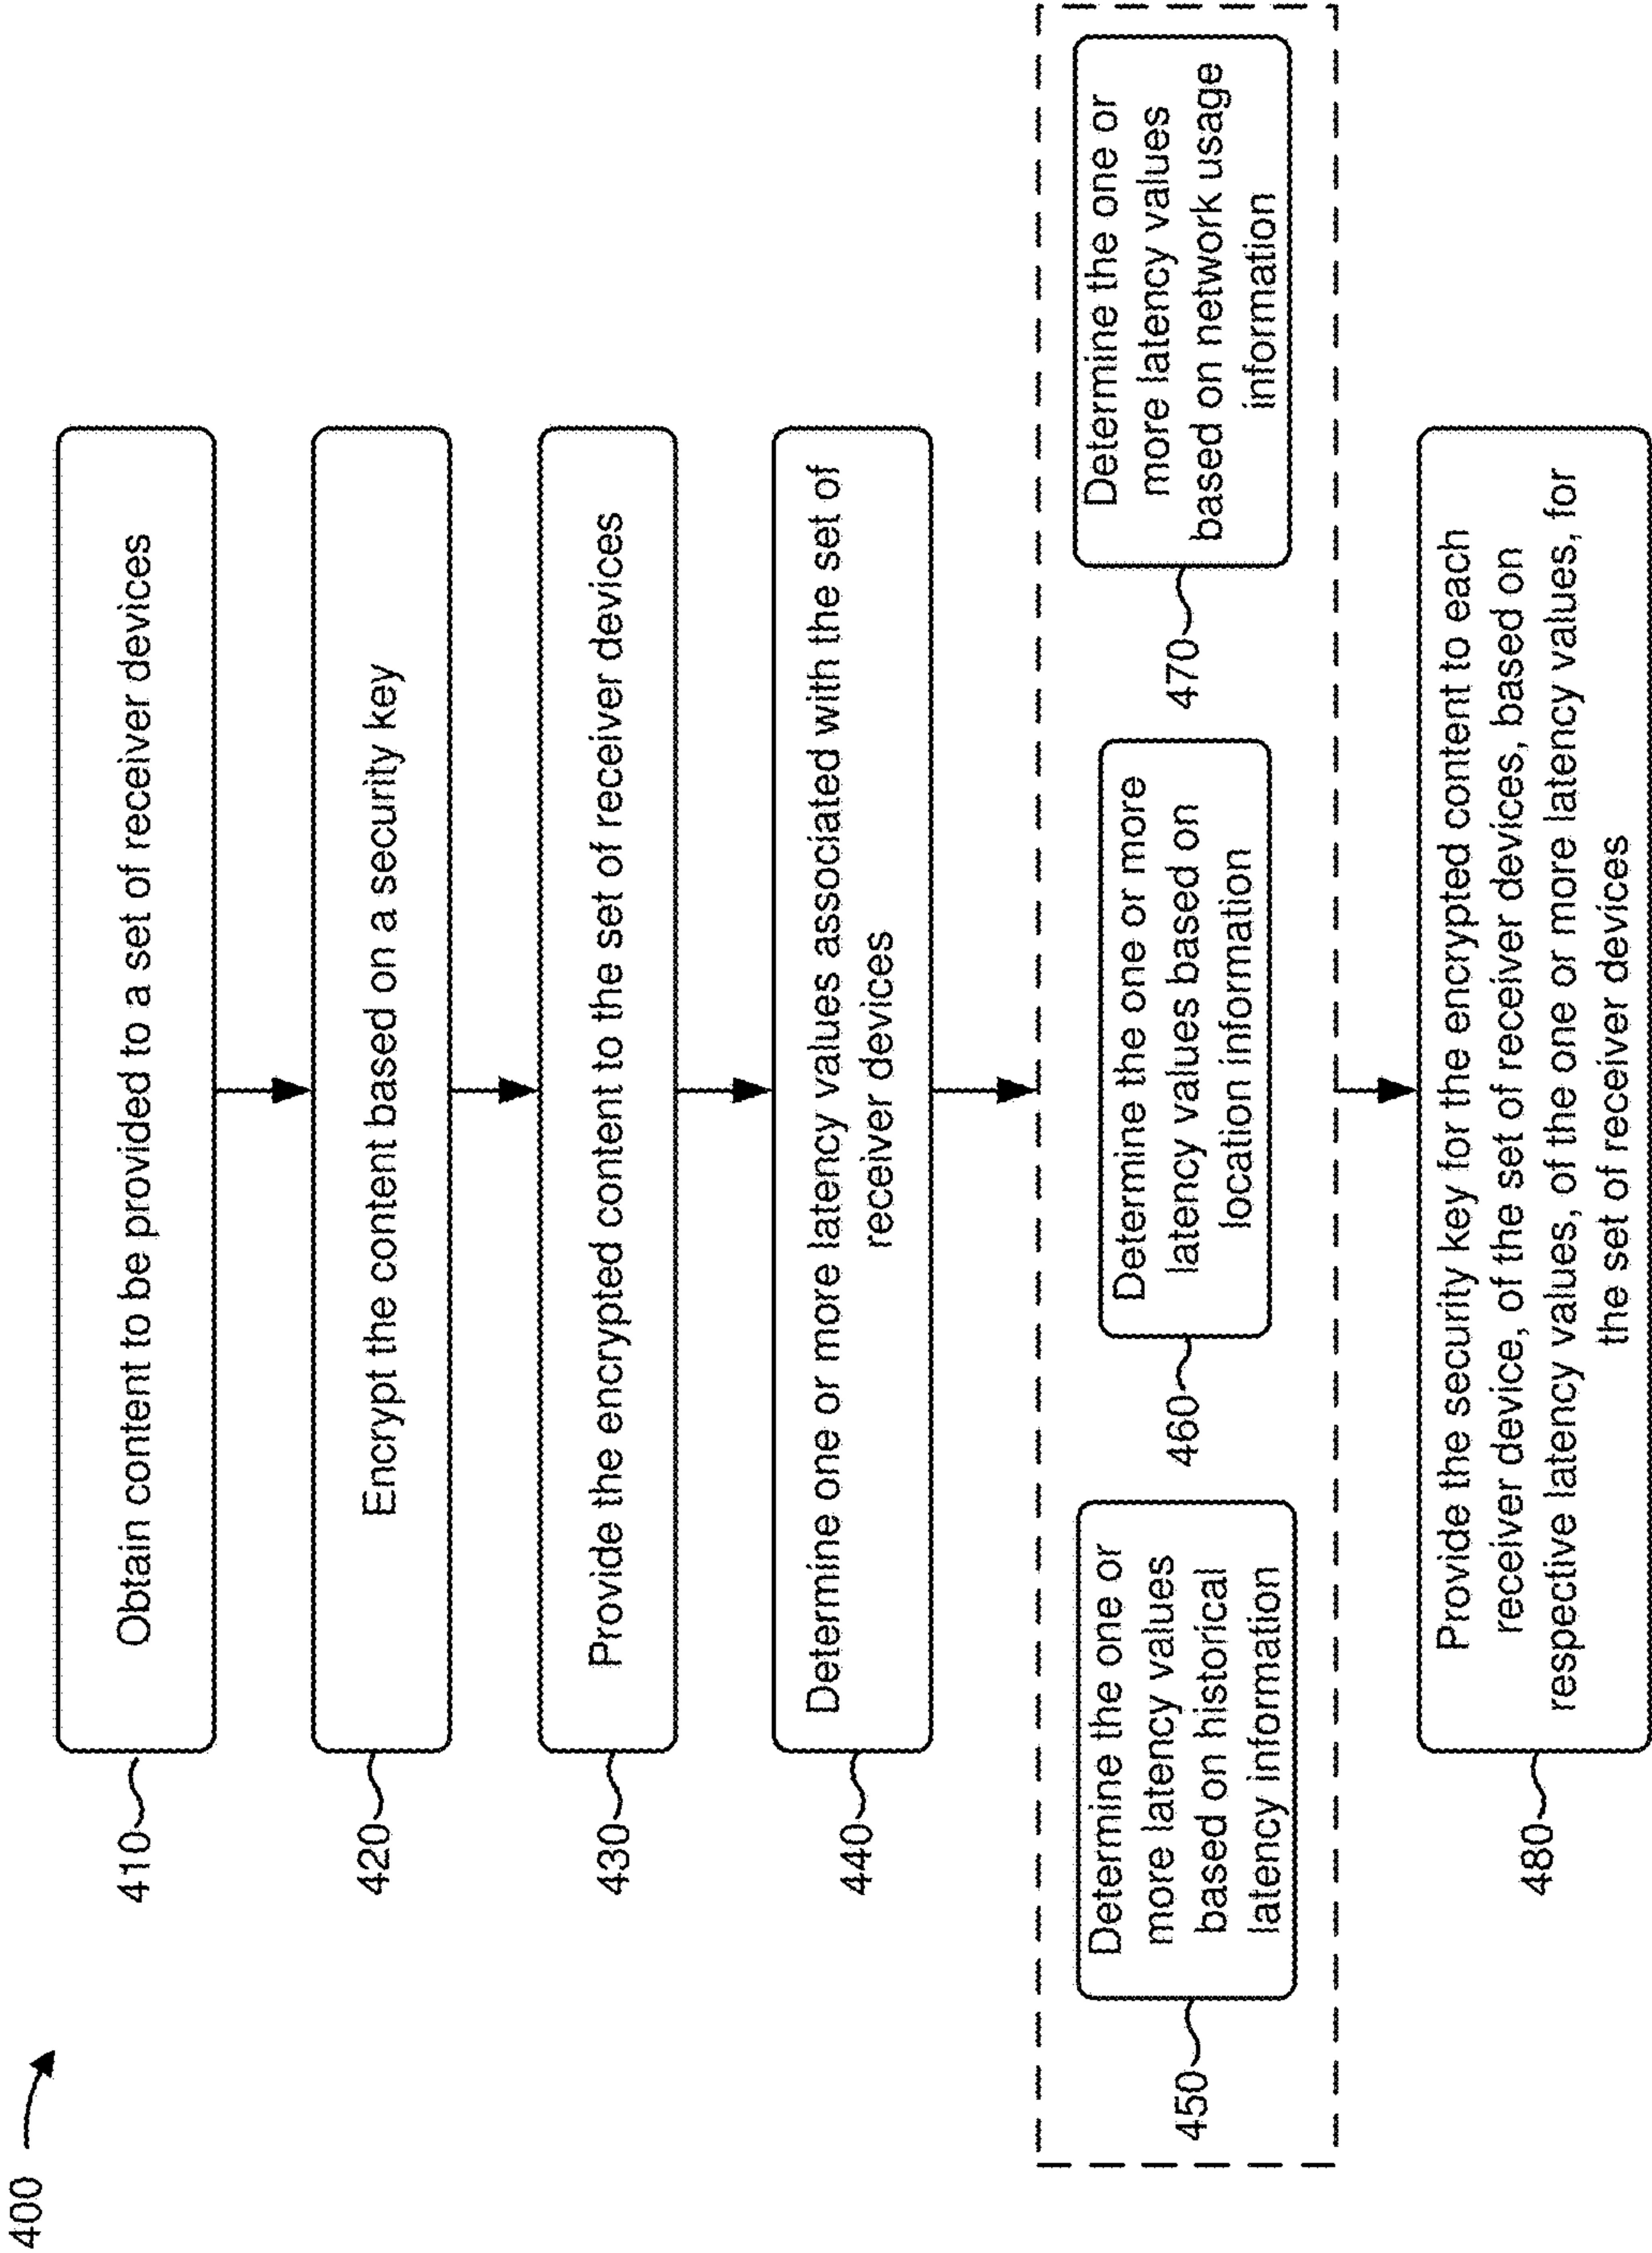 400
410
Obtain content to be provided to a set of receiver devices
420
Encrypt the content based on a security key
430
Provide the encrypted content to the set of receiver devices
440
Determine one or more latency values associated with the set of
receiver devices
450
Determine the one or
more latency values
based on historical
latency information
460
Determine the one or more
latency values based on
location information
470
Determine the one or
more latency values
based on network usage
information
480
Provide the security key for the encrypted content to each
receiver device, of the set of receiver devices, based on
respective latency values, of the one or more latency values, for
the set of receiver devices